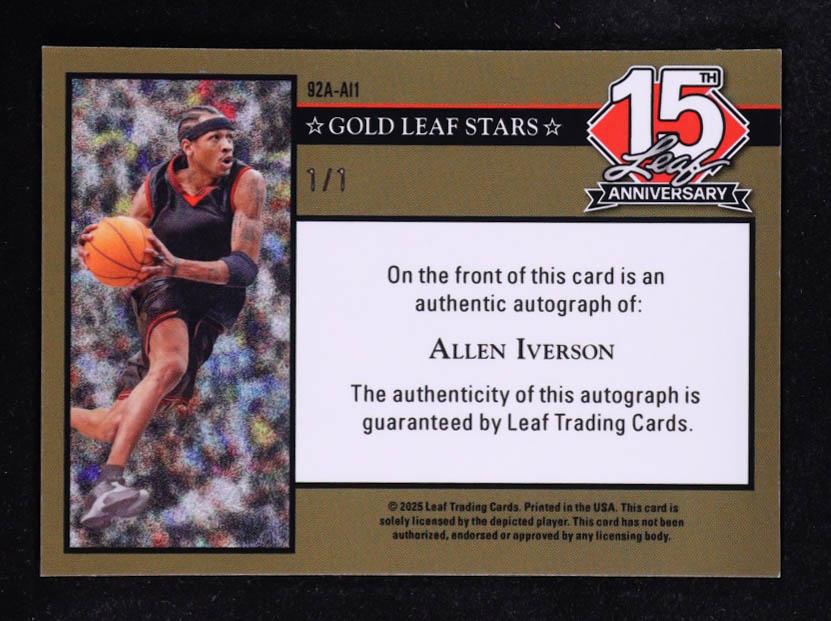 92A-AI1
☆GOLD LEAF STARS☆
1/1
15TH
Leaf
ANNIVERSARY
On the front of this card is an
authentic autograph of:
ALLEN IVERSON
The authenticity of this autograph is
guaranteed by Leaf Trading Cards.
© 2025 Leaf Trading Cards. Printed in the USA. This card is
solely licensed by the depicted player. This card has not been
authorized, endorsed or approved by any licensing body.